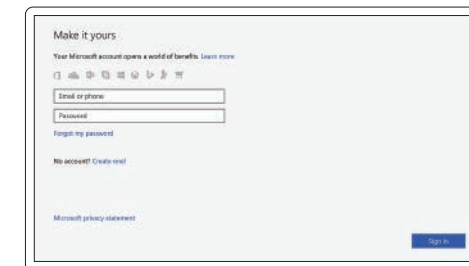 Make it yours
Your Microsoft account opens a world of benefits. Learn more
Email or phone
Password
Forgot my password
No account? Create one!
Microsoft privacy statement
Sign in